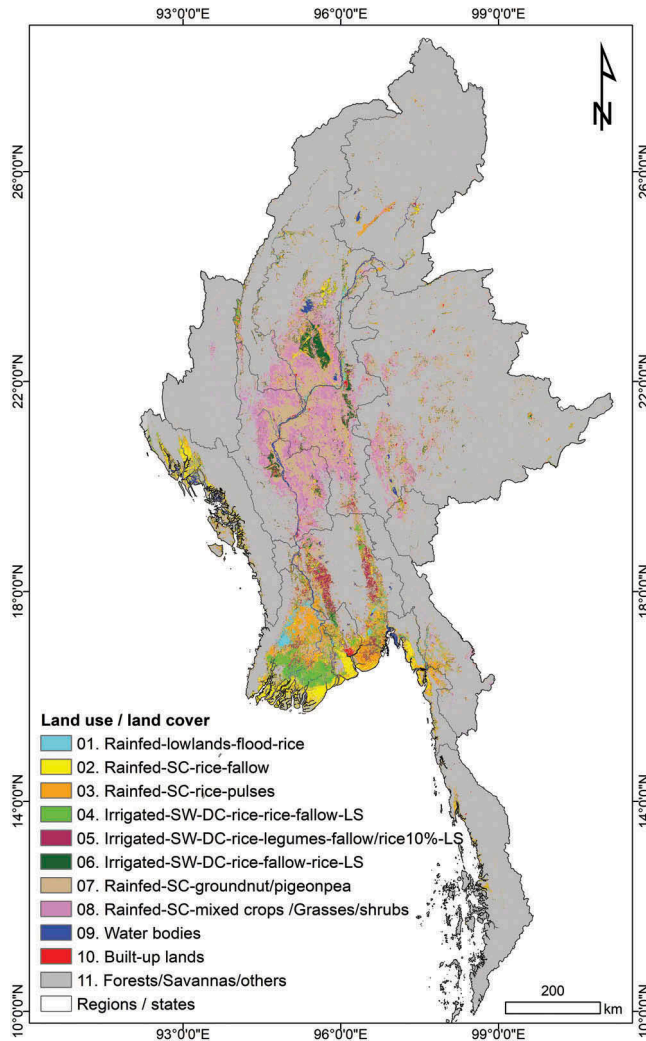 93°0'0"E 96°0'0"E 99°0'0"E
N
26°0'0"N 26°0'0"N
22°0'0"N 22°0'0"N
18°0'0"N 18°0'0"N
14°0'0"N 14°0'0"N
10°0'0"N 10°0'0"N
Land use / land cover
01. Rainfed-lowlands-flood-rice
02. Rainfed-SC-rice-fallow
03. Rainfed-SC-rice-pulses
04. Irrigated-SW-DC-rice-rice-fallow-LS
05. Irrigated-SW-DC-rice-legumes-fallow/rice10%-LS
06. Irrigated-SW-DC-rice-fallow-rice-LS
07. Rainfed-SC-groundnut/pigeonpea
08. Rainfed-SC-mixed crops /Grasses/shrubs
09. Water bodies
10. Built-up lands
11. Forests/Savannas/others
Regions / states
200
km
93°0'0"E 96°0'0"E 99°0'0"E